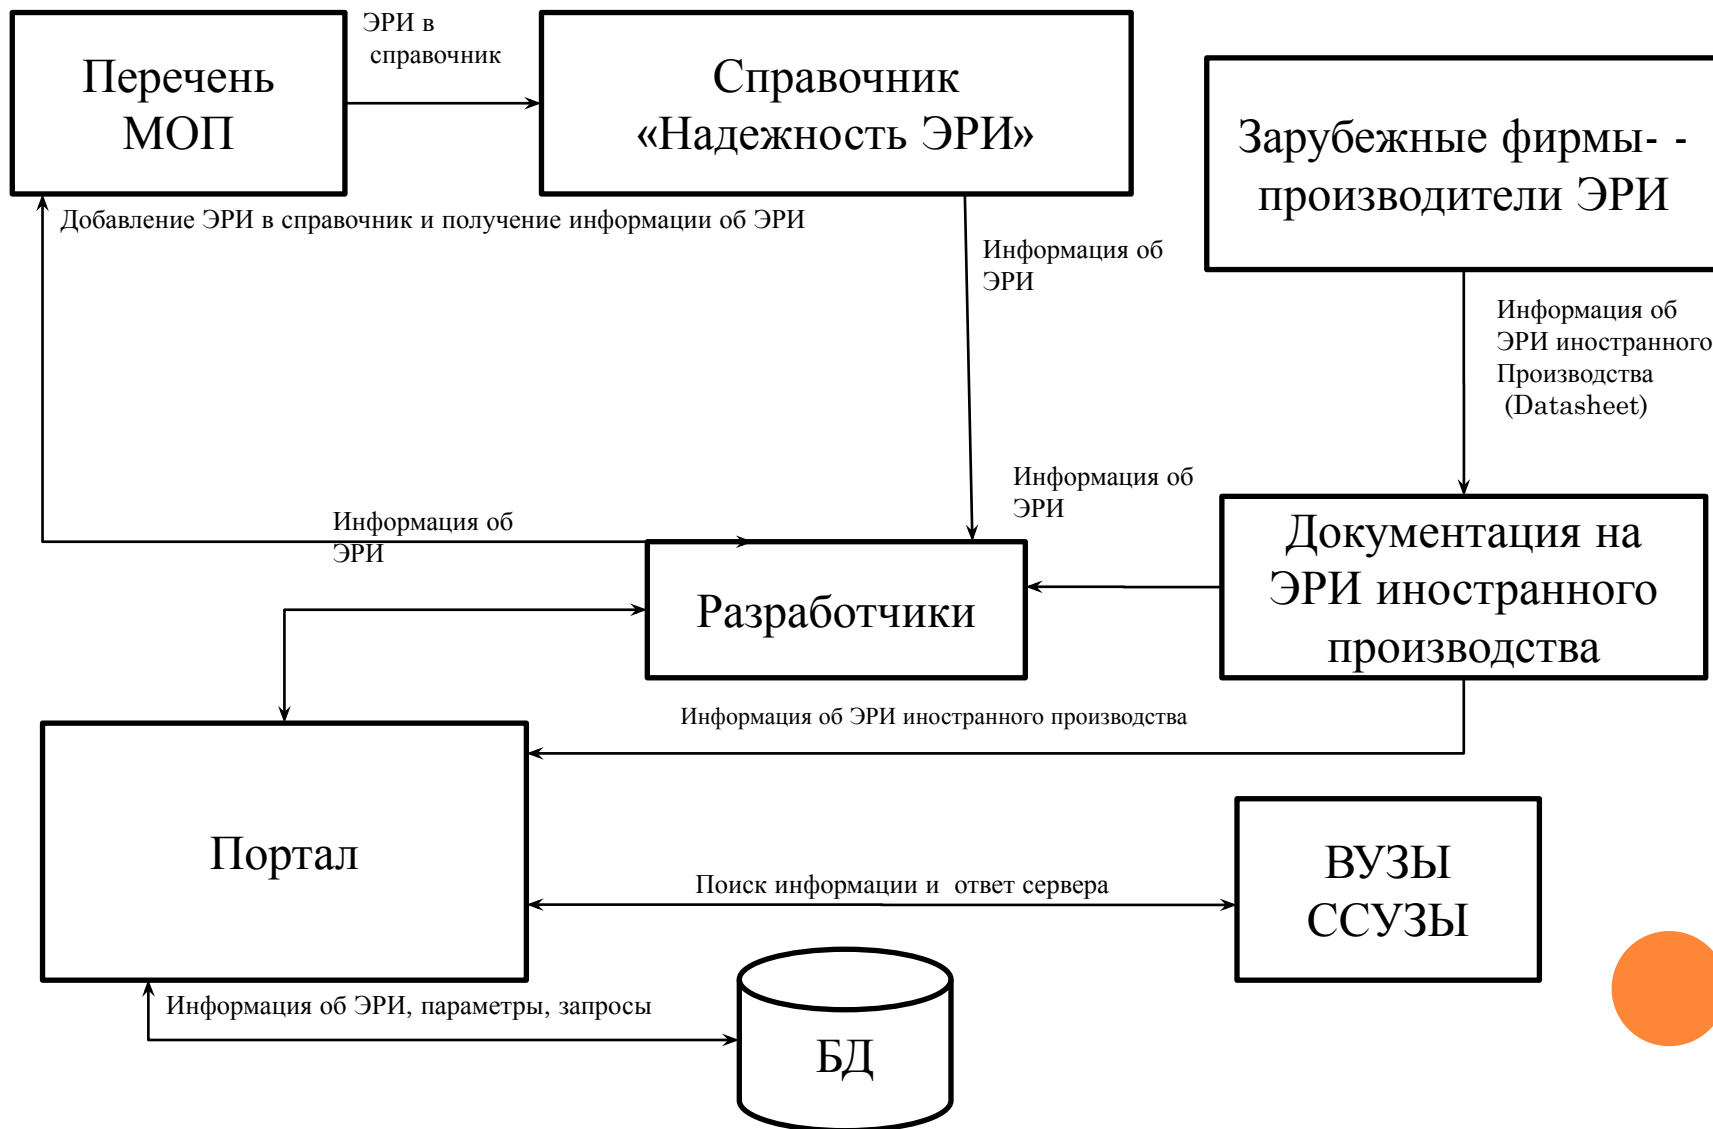 ЭРИ в
справочник
Перечень
МОП
Справочник
«Надежность ЭРИ»
Зарубежные фирмы- -
производители ЭРИ
Добавление ЭРИ в справочник и получение информации об ЭРИ
Информация об
ЭРИ
Информация об
ЭРИ иностранного
Производства
(Datasheet)
Информация об
ЭРИ
Информация об
ЭРИ
Документация на
ЭРИ иностранного
производства
Разработчики
Информация об ЭРИ иностранного производства
Портал
ВУЗЫ
ССУЗЫ
Поиск информации и ответ сервера
Информация об ЭРИ, параметры, запросы
БД